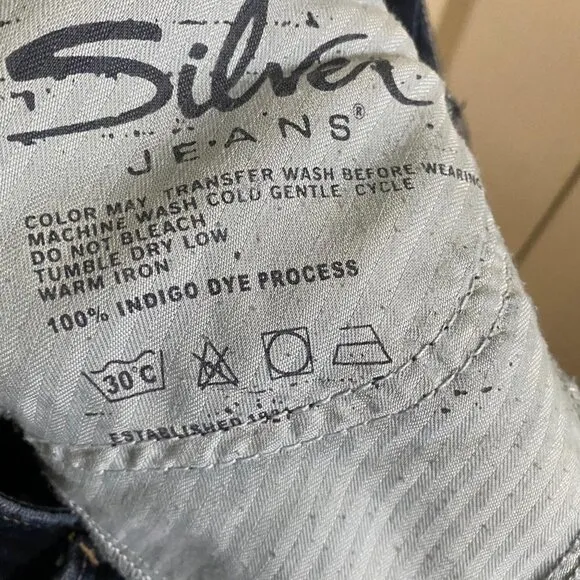 Silver
JEANS®
COLOR MAY TRANSFER WASH BEFORE WEARING
MACHINE WASH COLD GENTLE CYCLE
DO NOT BLEACH
TUMBLE DRY LOW
WARM IRON
100% INDIGO DYE PROCESS
30°C
ESTABLISHED